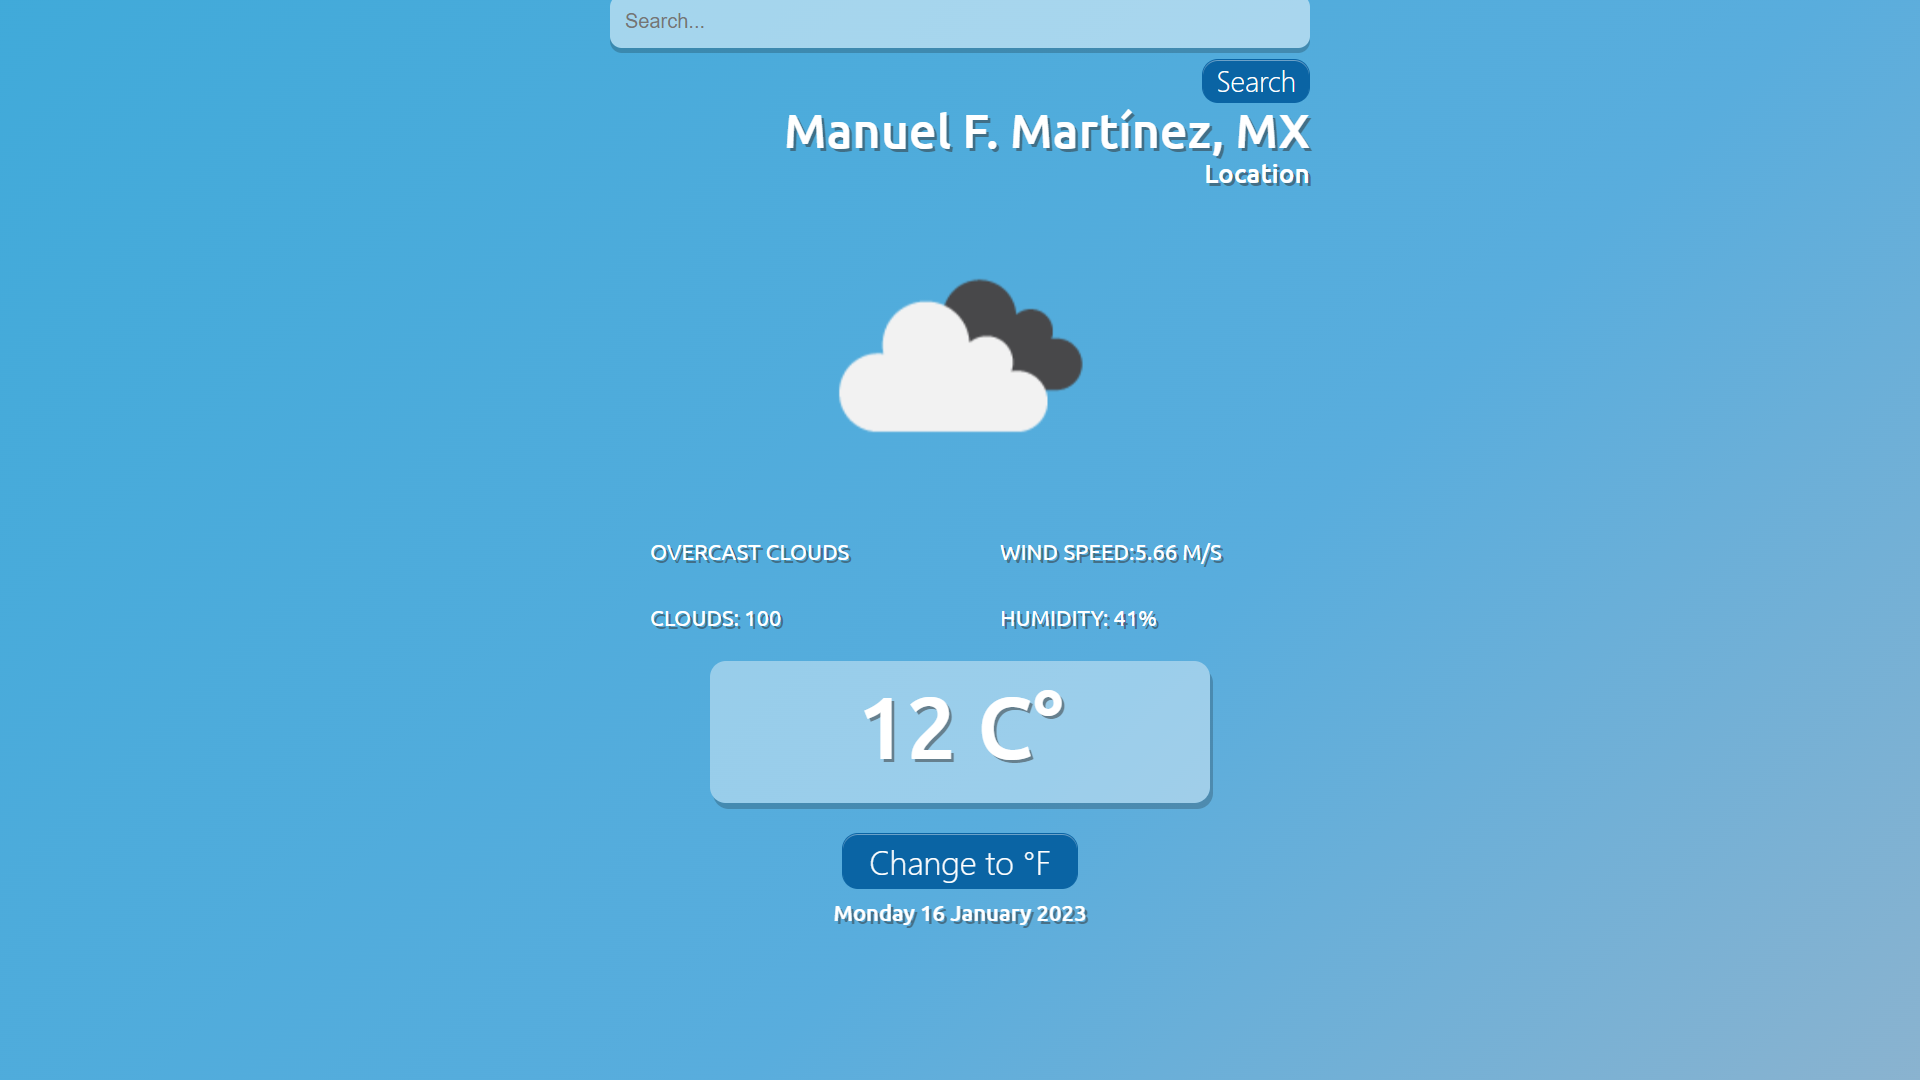 Search...
Search
Manuel F. Martínez, MX
Location
OVERCAST CLOUDS
WIND SPEED:5.66 M/S
CLOUDS: 100
HUMIDITY: 41%
12 C°
Change to °F
Monday 16 January 2023